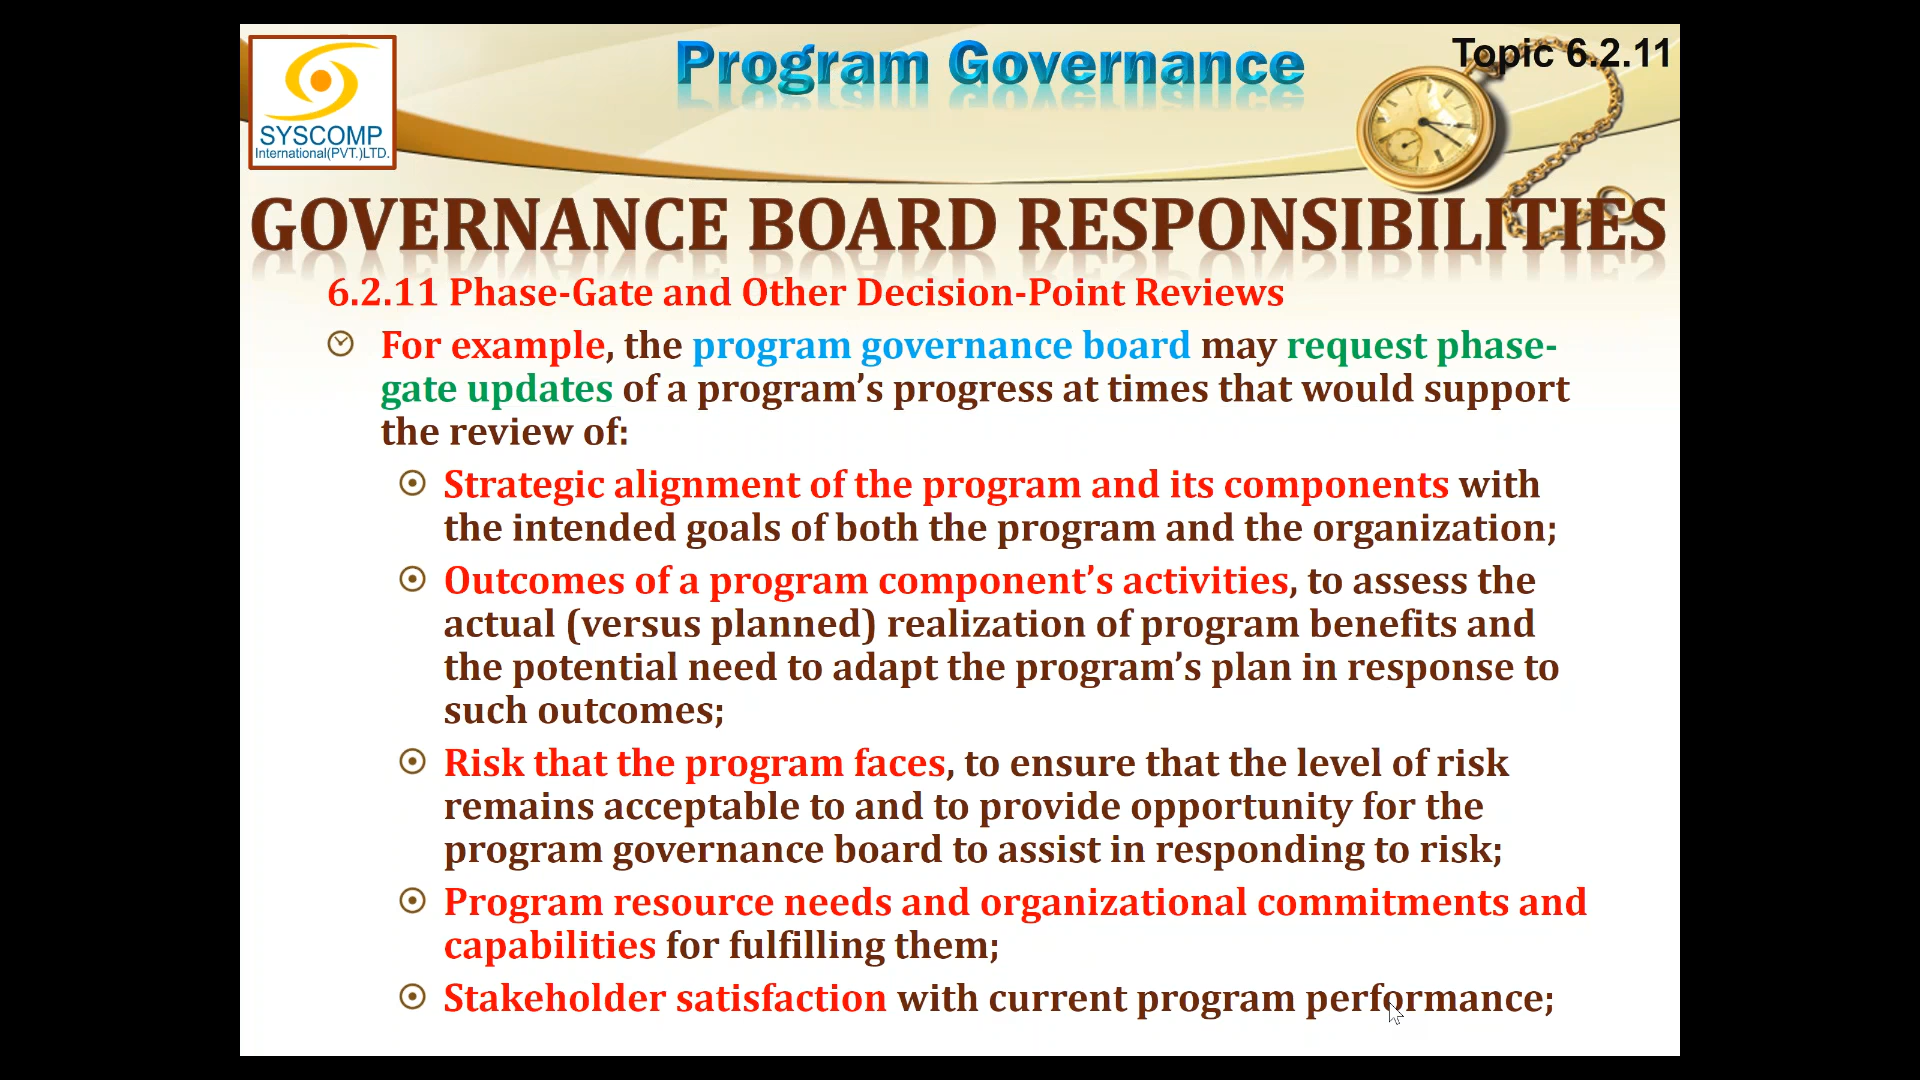 SYSCOMP
International(PVT.)LTD.
Program Governance
Topic 6.2.11
GOVERNANCE BOARD RESPONSIBILITIES
6.2.11 Phase-Gate and Other Decision-Point Reviews
For example, the program governance board may request phase-
gate updates of a program’s progress at times that would support
the review of:
Strategic alignment of the program and its components with
the intended goals of both the program and the organization;
Outcomes of a program component’s activities, to assess the
actual (versus planned) realization of program benefits and
the potential need to adapt the program’s plan in response to
such outcomes;
Risk that the program faces, to ensure that the level of risk
remains acceptable to and to provide opportunity for the
program governance board to assist in responding to risk;
Program resource needs and organizational commitments and
capabilities for fulfilling them;
Stakeholder satisfaction with current program performance;